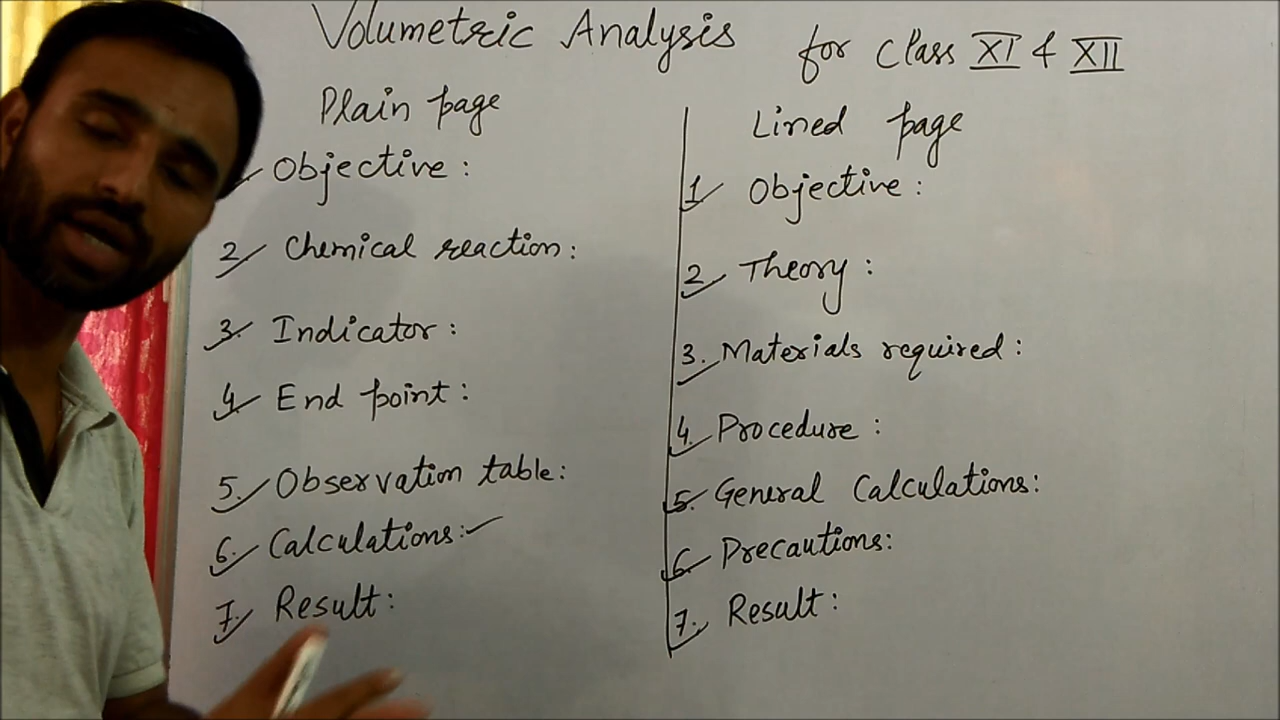 Volumetric Analysis for Class XI & XII
Plain page
Objective:
2 Chemical reaction:
3. Indicator:
4 End point:
5. Observation table:
6. Calculations:
7. Result:
Lined page
1 Objective:
2 Theory:
3. Materials required:
4. Procedure:
5. General Calculations:
6 Precautions:
7. Result: